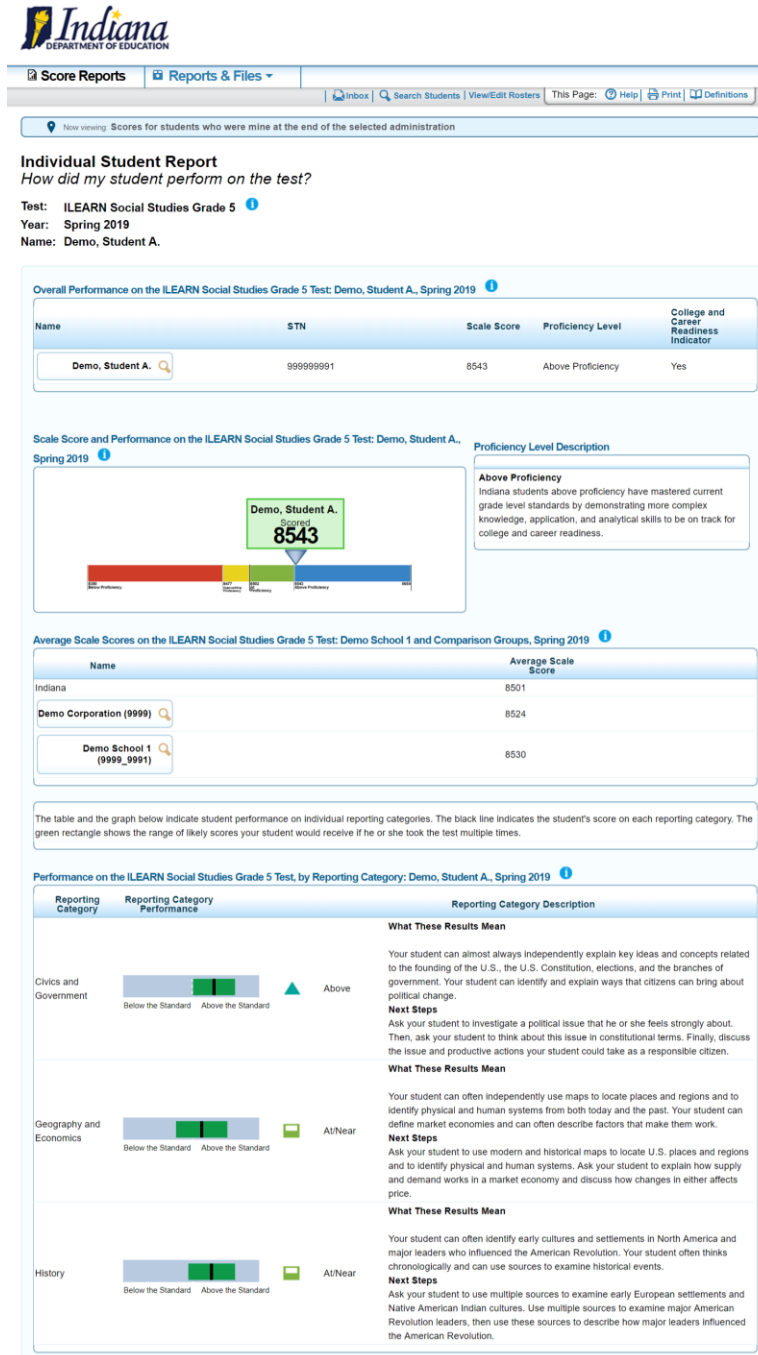 Indiana
DEPARTMENT OF EDUCATION
Score Reports
Reports & Files
Inbox | Search Students | View/Edit Rosters
This Page: Help | Print | Definitions
Now viewing: Scores for students who were mine at the end of the selected administration
Individual Student Report
How did my student perform on the test?
Test: ILEARN Social Studies Grade 5
Year: Spring 2019
Name: Demo, Student A.
Overall Performance on the ILEARN Social Studies Grade 5 Test: Demo, Student A., Spring 2019
Name STN Scale Score Proficiency Level College and Career Readiness Indicator
Demo, Student A. 999999991 8543 Above Proficiency Yes
Scale Score and Performance on the ILEARN Social Studies Grade 5 Test: Demo, Student A.,
Spring 2019
Demo, Student A.
Scored
8543
Below Proficiency
Proficiency
Above Proficiency
Proficiency Level Description
Above Proficiency
Indiana students above proficiency have mastered current
grade level standards by demonstrating more complex
knowledge, application, and analytical skills to be on track for
college and career readiness.
Average Scale Scores on the ILEARN Social Studies Grade 5 Test: Demo School 1 and Comparison Groups, Spring 2019
Name Average Scale Score
Indiana 8501
Demo Corporation (9999) 8524
Demo School 1
(9999_9991) 8530
The table and the graph below indicate student performance on individual reporting categories. The black line indicates the student's score on each reporting category. The
green rectangle shows the range of likely scores your student would receive if he or she took the test multiple times.
Performance on the ILEARN Social Studies Grade 5 Test, by Reporting Category: Demo, Student A., Spring 2019
Reporting Category Reporting Category Performance Reporting Category Description
Civics and
Government
Below the Standard Above the Standard
Above
What These Results Mean
Your student can almost always independently explain key ideas and concepts related
to the founding of the U.S., the U.S. Constitution, elections, and the branches of
government. Your student can identify and explain ways that citizens can bring about
political change.
Next Steps
Ask your student to investigate a political issue that he or she feels strongly about.
Then, ask your student to think about this issue in constitutional terms. Finally, discuss
the issue and productive actions your student could take as a responsible citizen.
Geography and
Economics
Below the Standard Above the Standard
At/Near
What These Results Mean
Your student can often independently use maps to locate places and regions and to
identify physical and human systems from both today and the past. Your student can
define market economies and can often describe factors that make them work.
Next Steps
Ask your student to use modern and historical maps to locate U.S. places and regions
and to identify physical and human systems. Ask your student to explain how supply
and demand works in a market economy and discuss how changes in either affects
price.
History
Below the Standard Above the Standard
At/Near
What These Results Mean
Your student can often identify early cultures and settlements in North America and
major leaders who influenced the American Revolution. Your student often thinks
chronologically and can use sources to examine historical events.
Next Steps
Ask your student to use multiple sources to examine early European settlements and
Native American Indian cultures. Use multiple sources to examine major American
Revolution leaders, then use these sources to describe how major leaders influenced
the American Revolution.